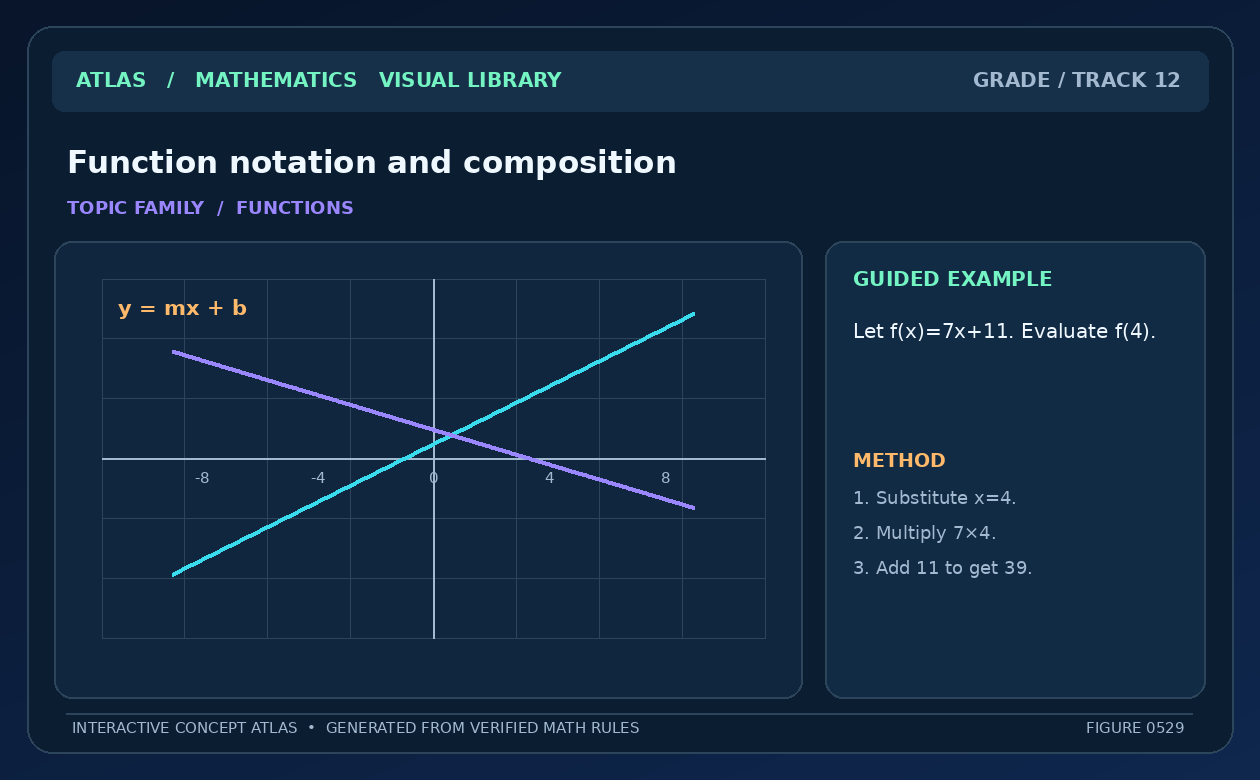 ATLAS / MATHEMATICS VISUAL LIBRARY
GRADE / TRACK 12
Function notation and composition
TOPIC FAMILY / FUNCTIONS
y = mx + b
-8 -4 0 4 8
GUIDED EXAMPLE
Let f(x)=7x+11. Evaluate f(4).
METHOD
1. Substitute x=4.
2. Multiply 7×4.
3. Add 11 to get 39.
INTERACTIVE CONCEPT ATLAS • GENERATED FROM VERIFIED MATH RULES
FIGURE 0529